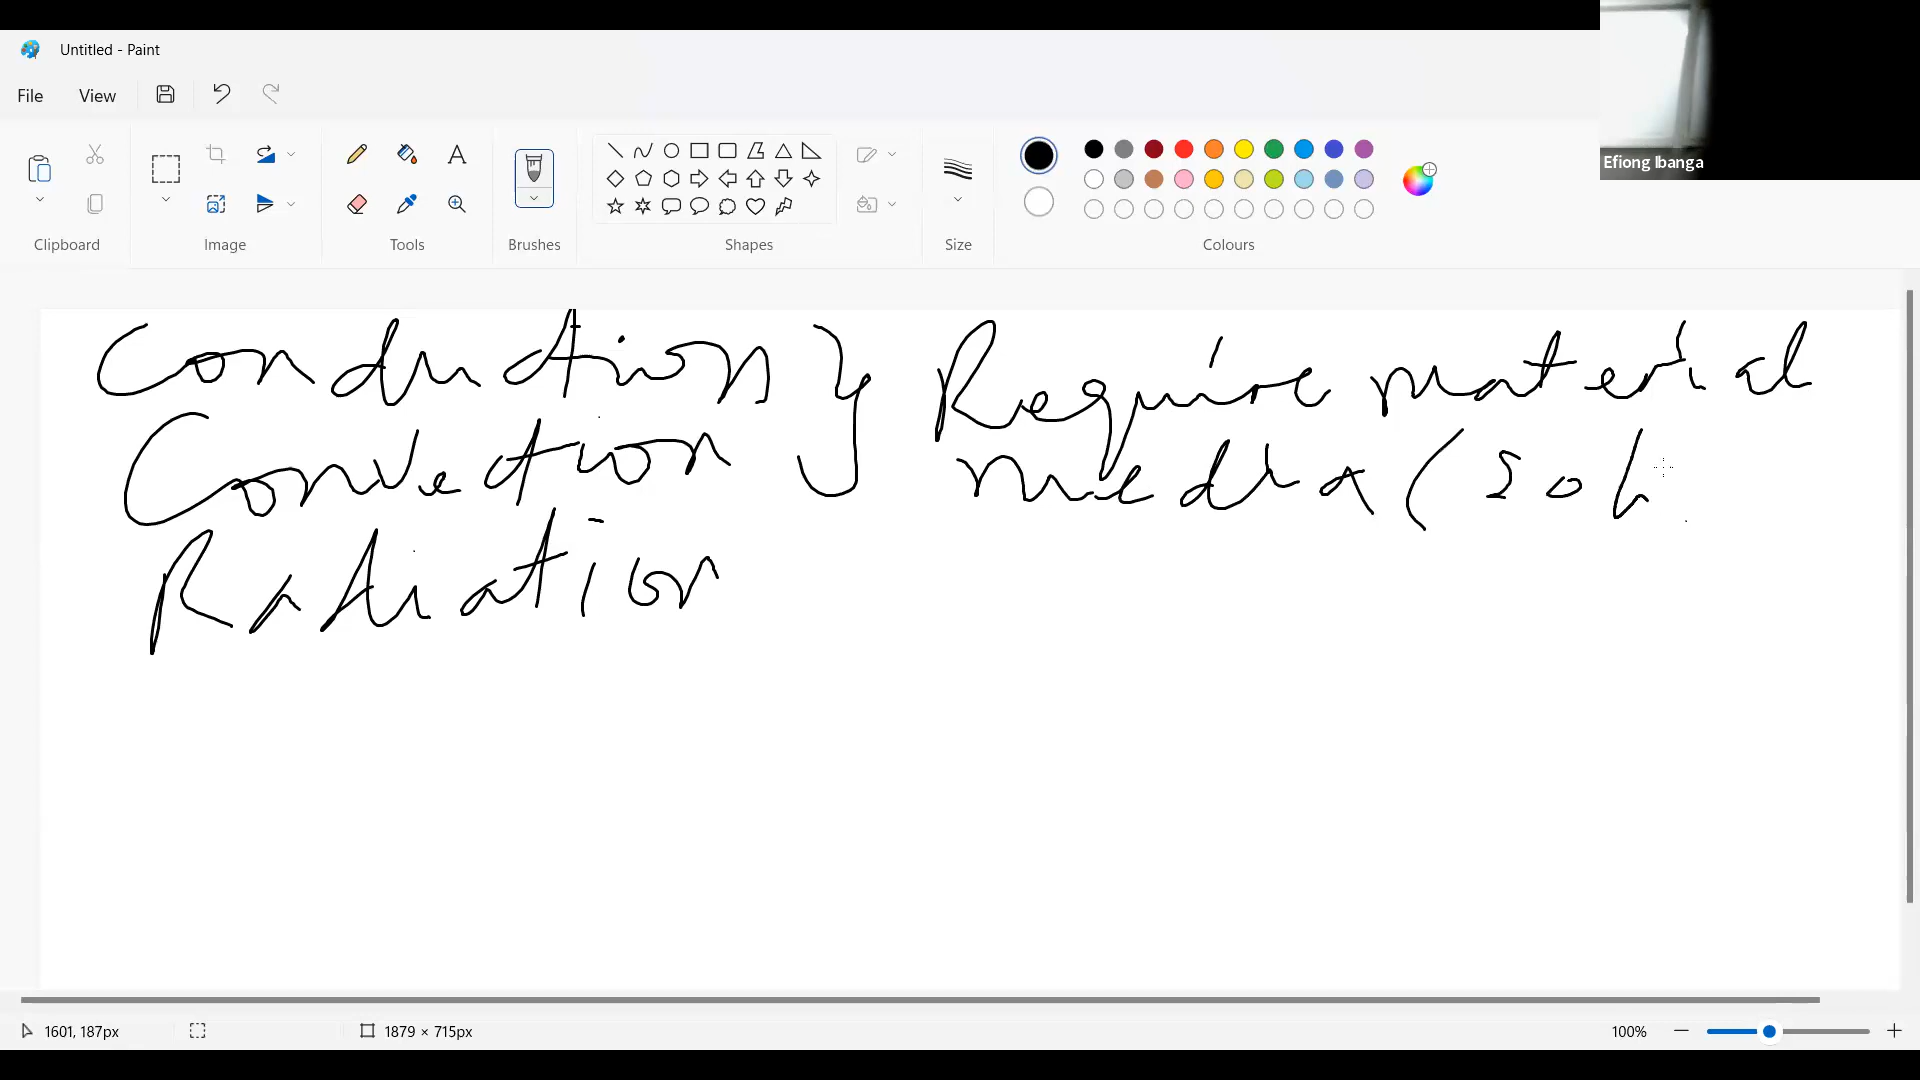 Untitled - Paint
File View
Clipboard Image Tools Brushes Shapes Size Colours
Efiong Ibanga
Conduction } Require material
Convection media (Sol
Radiation
1601, 187px 1879 × 715px 100%